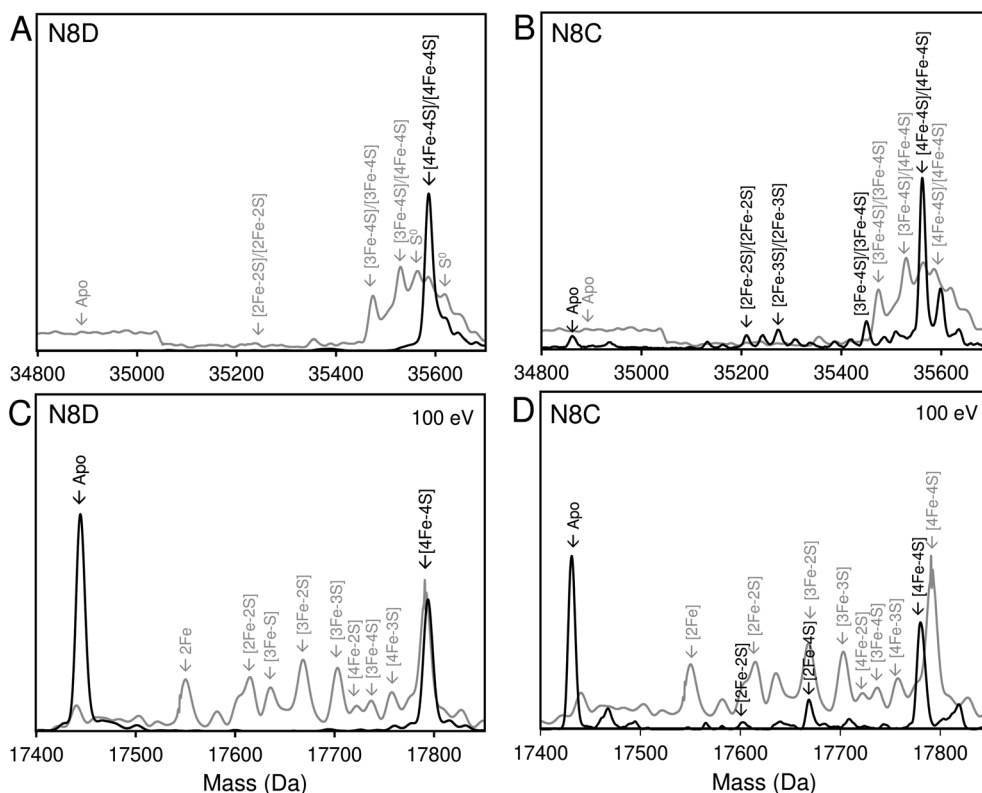 A
N8D
← Apo
← [2Fe-2S]/[2Fe-2S]
← [3Fe-4S]/[3Fe-4S]
← [3Fe-4S]/[4Fe-4S]
← S⁰
← [4Fe-4S]/[4Fe-4S]
← S⁰
34800
35000
35200
35400
35600
B
N8C
← Apo
← Apo
← [2Fe-2S]/[2Fe-2S]
← [2Fe-3S]/[2Fe-3S]
[3Fe-4S]/[3Fe-4S]
← [3Fe-4S]/[3Fe-4S]
← [3Fe-4S]/[4Fe-4S]
← [4Fe-4S]/[4Fe-4S]
← [4Fe-4S]/[4Fe-4S]
34800
35000
35200
35400
35600
C
N8D
100 eV
← Apo
← 2Fe
← [2Fe-2S]
← [3Fe-S]
← [3Fe-2S]
← [3Fe-3S]
← [4Fe-2S]
← [3Fe-4S]
← [4Fe-3S]
← [4Fe-4S]
17400
17500
17600
17700
17800
Mass (Da)
D
N8C
100 eV
← Apo
← [2Fe]
← [2Fe-2S]
← [2Fe-2S]
← [2Fe-4S]
← [3Fe-2S]
← [3Fe-3S]
← [4Fe-2S]
← [3Fe-4S]
← [4Fe-3S]
← [4Fe-4S]
← [4Fe-4S]
17400
17500
17600
17700
17800
Mass (Da)